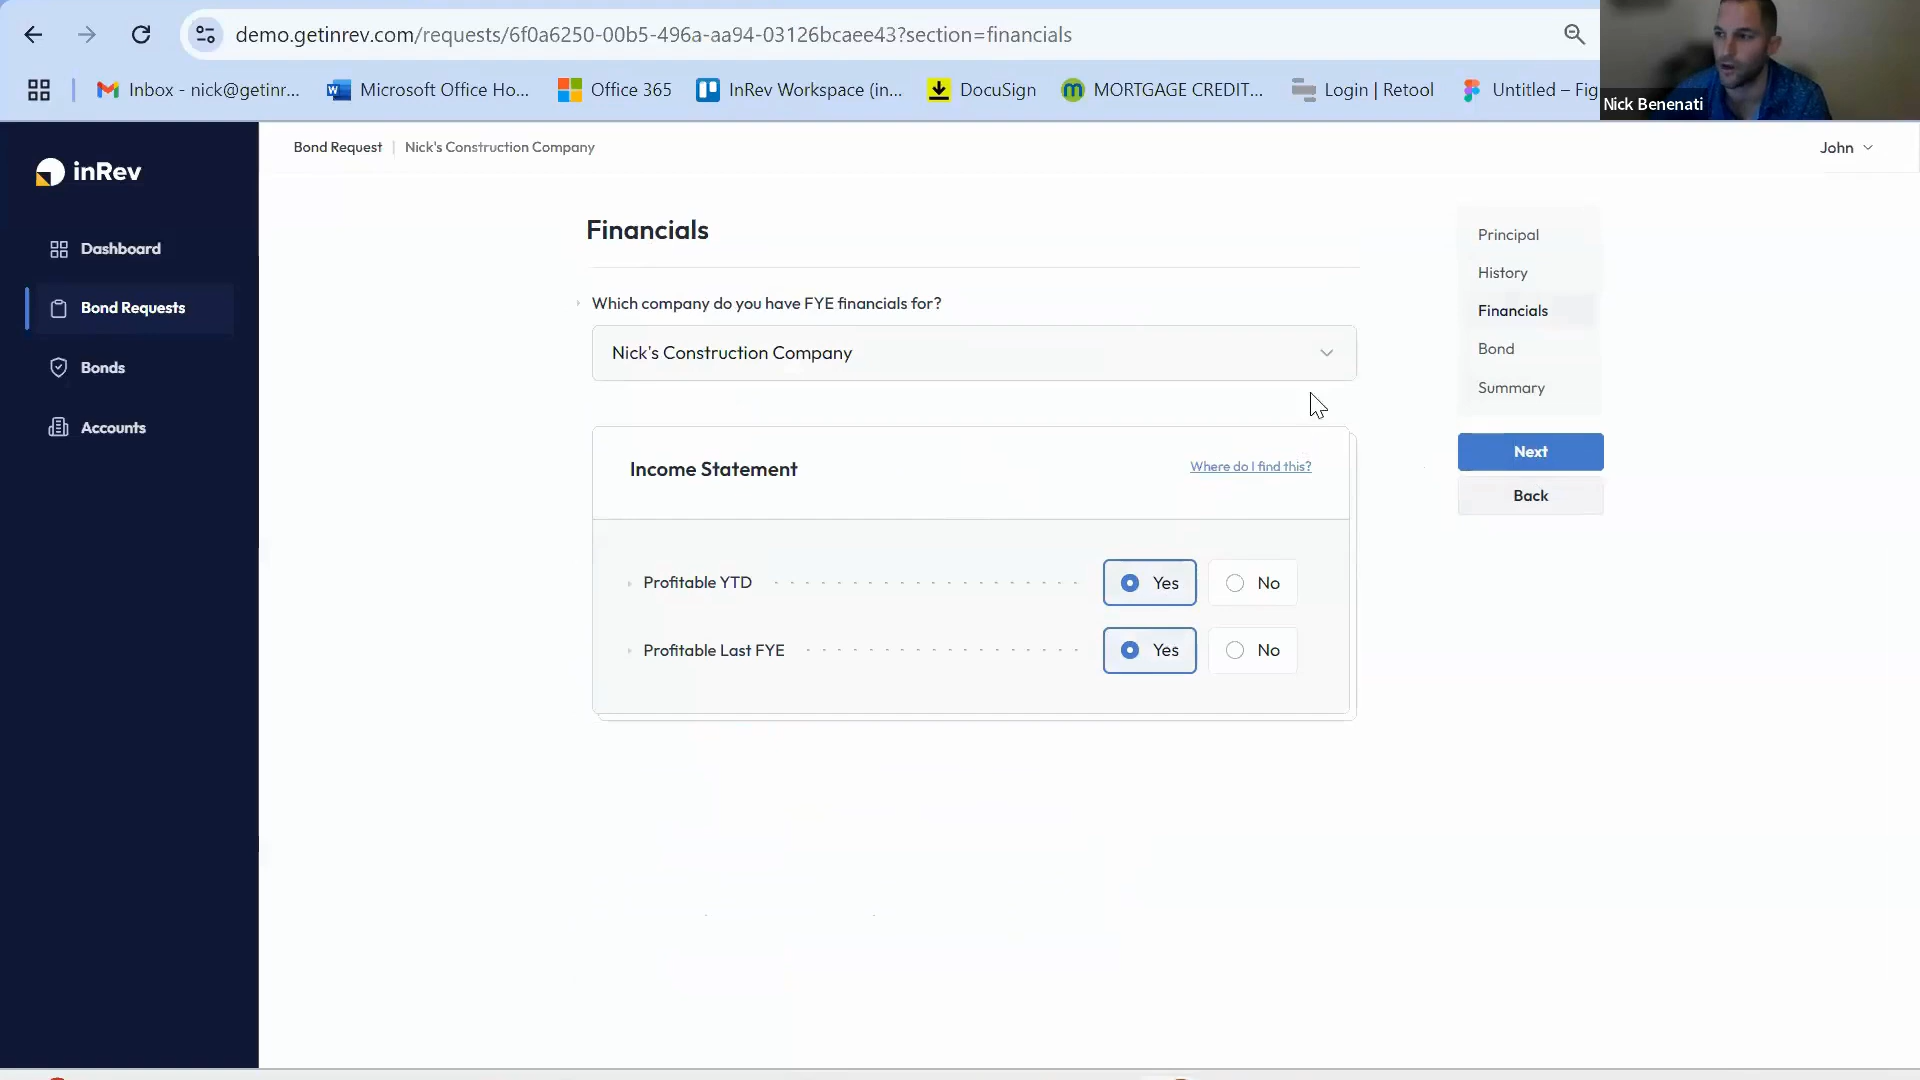 demo.getinrev.com/requests/6f0a6250-00b5-496a-aa94-03126bcaee43?section=financials
Inbox - nick@getinr...
Microsoft Office Ho...
Office 365
InRev Workspace (in...
DocuSign
MORTGAGE CREDIT...
Login | Retool
Untitled – Fig
Nick Benenati
inRev
Bond Request | Nick's Construction Company
John
Dashboard
Bond Requests
Bonds
Accounts
Financials
Which company do you have FYE financials for?
Nick's Construction Company
Income Statement
Where do I find this?
Profitable YTD
Yes
No
Profitable Last FYE
Yes
No
Principal
History
Financials
Bond
Summary
Next
Back